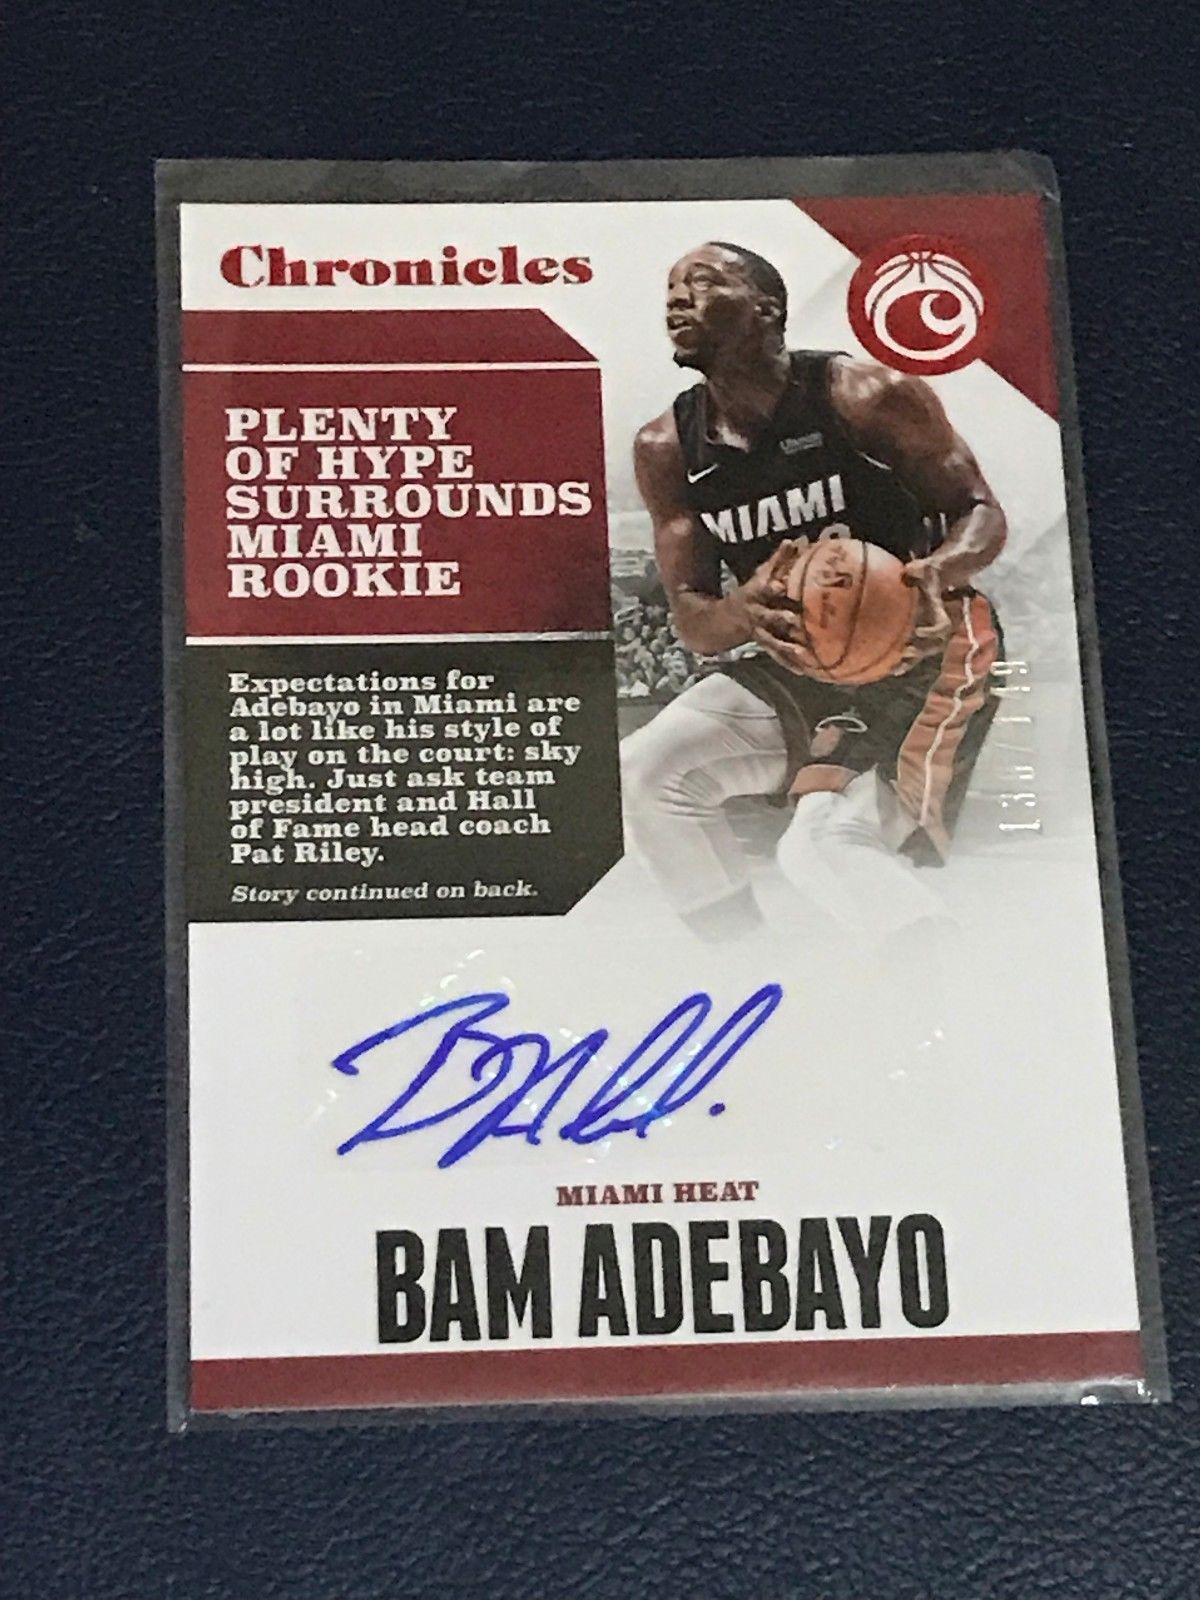 Chronicles
PLENTY
OF HYPE
SURROUNDS
MIAMI
ROOKIE
Expectations for
Adebayo in Miami are
a lot like his style of
play on the court: sky
high. Just ask team
president and Hall
of Fame head coach
Pat Riley.
Story continued on back.
MIAMI
MIAMI HEAT
BAM ADEBAYO